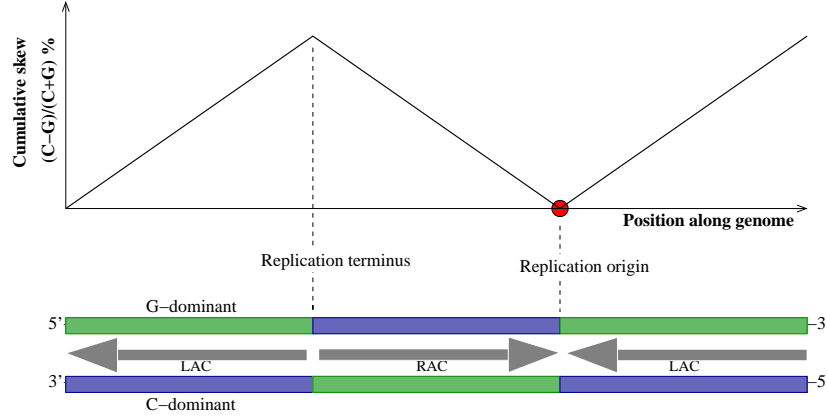 Cumulative skew
(C−G)/(C+G) %
Position along genome
Replication terminus
Replication origin
G−dominant
5'
−3
LAC
RAC
LAC
3'
−5
C−dominant